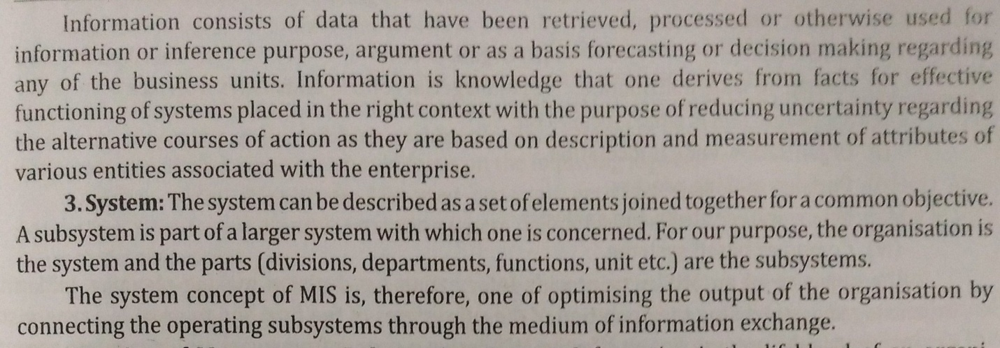 Information consists of data that have been retrieved, processed or otherwise used for
information or inference purpose, argument or as a basis forecasting or decision making regarding
any of the business units. Information is knowledge that one derives from facts for effective
functioning of systems placed in the right context with the purpose of reducing uncertainty regarding
the alternative courses of action as they are based on description and measurement of attributes of
various entities associated with the enterprise.
3. System: The system can be described as a set of elements joined together for a common objective.
A subsystem is part of a larger system with which one is concerned. For our purpose, the organisation is
the system and the parts (divisions, departments, functions, unit etc.) are the subsystems.
The system concept of MIS is, therefore, one of optimising the output of the organisation by
connecting the operating subsystems through the medium of information exchange.